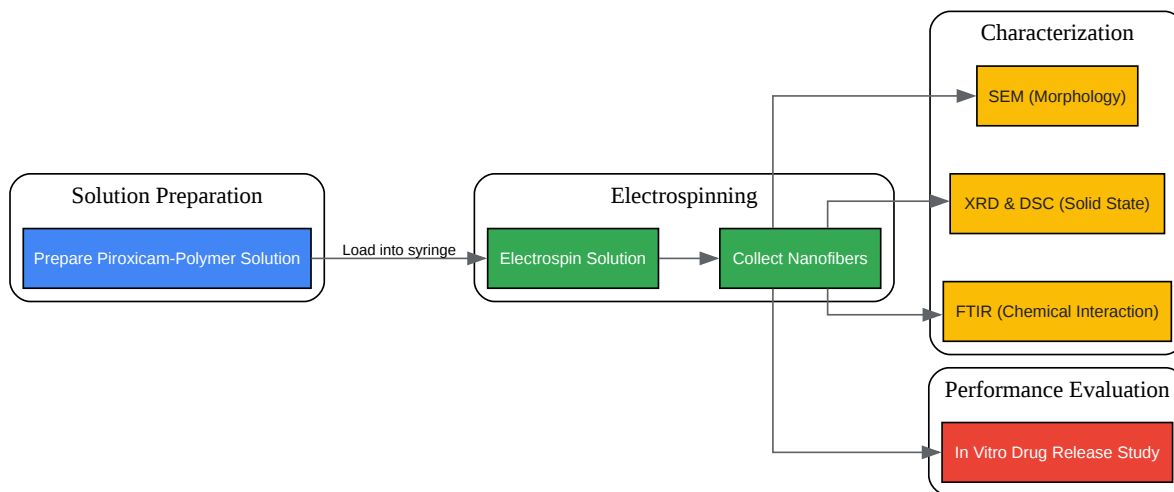 Solution Preparation
Prepare Piroxicam-Polymer Solution
Load into syringe
Electrospinning
Electrospin Solution
Collect Nanofibers
Characterization
SEM (Morphology)
XRD & DSC (Solid State)
FTIR (Chemical Interaction)
Performance Evaluation
In Vitro Drug Release Study